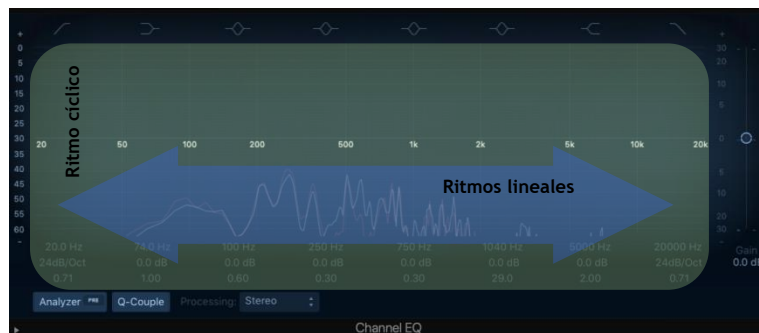 + +
0 30
5 20
10 10
15
20 5
25
30 0
20 50 100 200 500 1k 2k 5k 10k 20k
35
40 5
45
50 10
55 20
60 30
- -
Ritmo cíclico
Ritmos lineales
20.0 Hz 74.0 Hz 100 Hz 250 Hz 750 Hz 1040 Hz 5000 Hz 20000 Hz Gain
24dB/Oct 0.0 dB 0.0 dB 0.0 dB 0.0 dB 0.0 dB 0.0 dB 24dB/Oct 0.0 dB
0.71 1.00 0.60 0.30 0.30 29.0 2.00 0.71
Analyzer PRE Q-Couple Processing: Stereo
Channel EQ